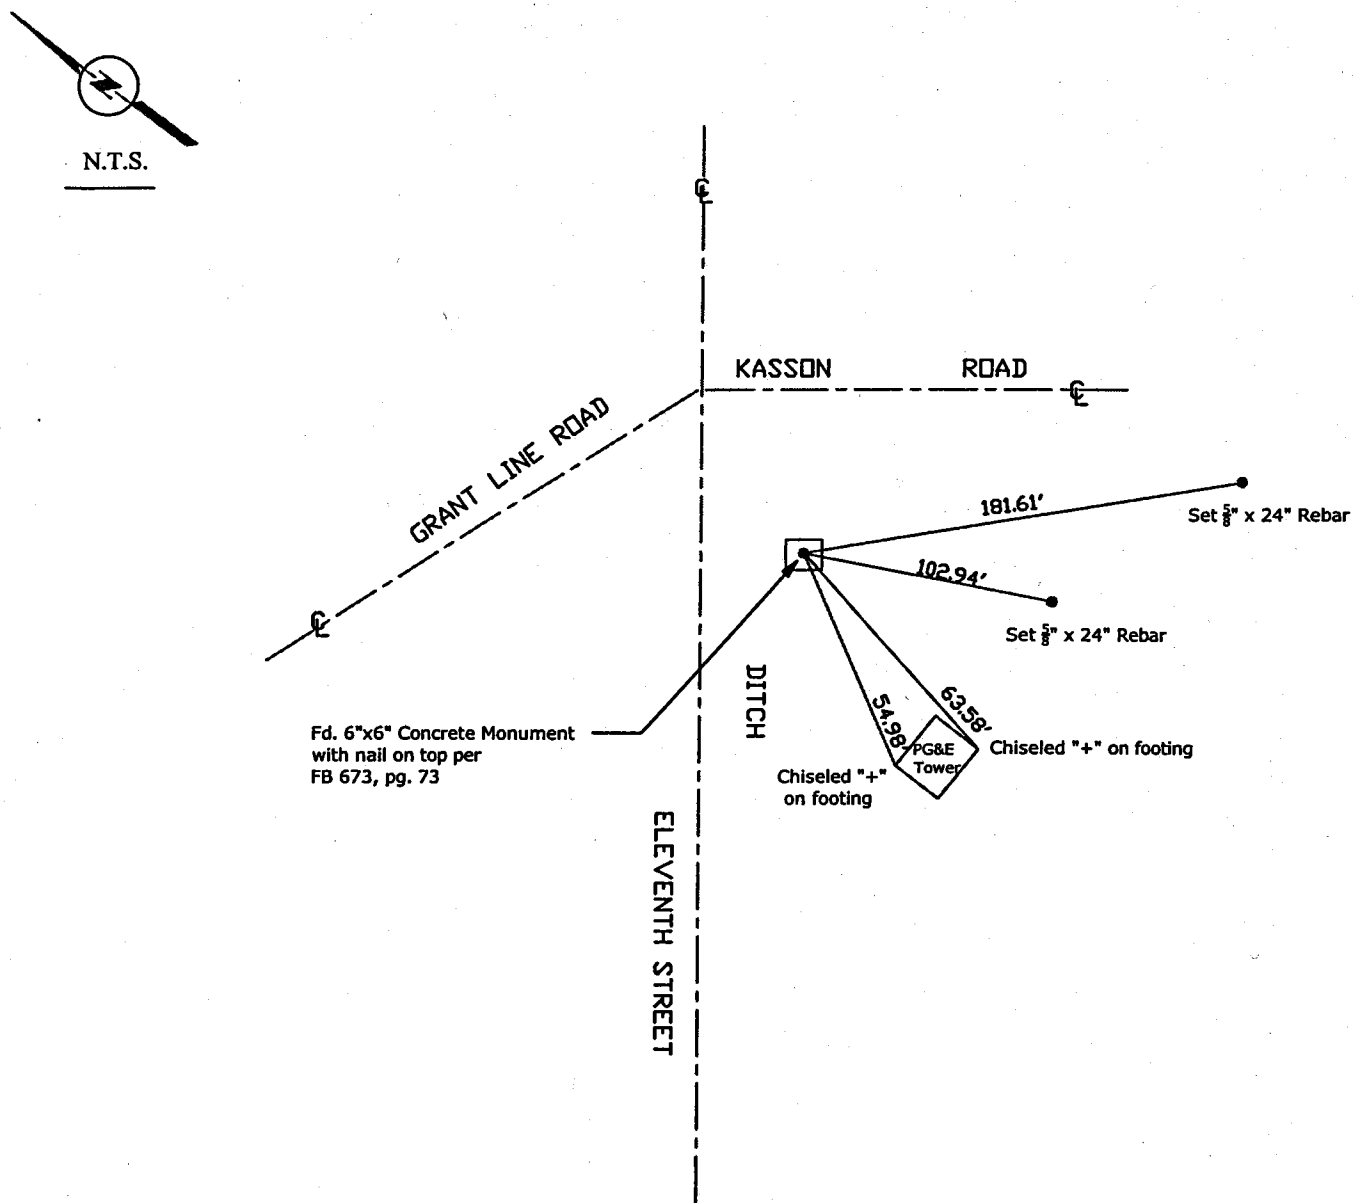 N
N.T.S.
℄
KASSON ROAD
℄
GRANT LINE ROAD
℄
181.61'
Set 5/8" x 24" Rebar
102.94'
Set 5/8" x 24" Rebar
DITCH
54.98'
63.58'
Fd. 6"x6" Concrete Monument
with nail on top per
FB 673, pg. 73
PG&E
Tower
Chiseled "+" on footing
Chiseled "+"
on footing
ELEVENTH STREET